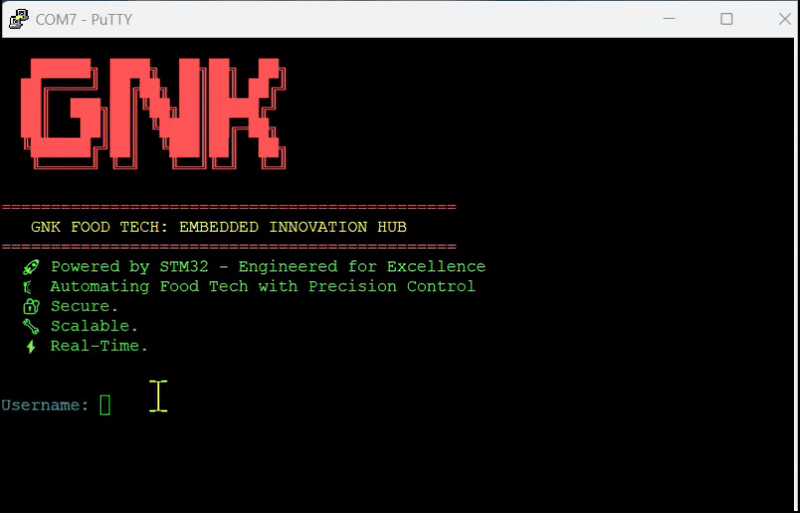 COM7 - PuTTY
GNK
==============================================
GNK FOOD TECH: EMBEDDED INNOVATION HUB
==============================================
🚀 Powered by STM32 - Engineered for Excellence
Automating Food Tech with Precision Control
🔐 Secure.
🔧 Scalable.
⚡ Real-Time.
Username: